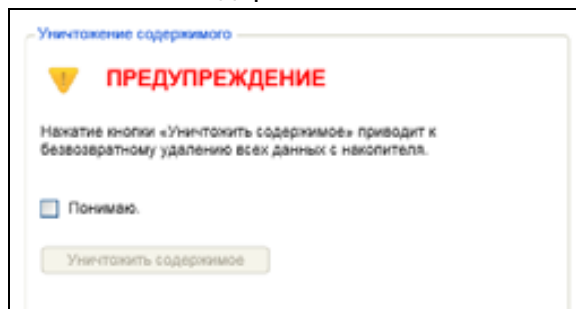 Уничтожение содержимого
ПРЕДУПРЕЖДЕНИЕ
Нажатие кнопки «Уничтожить содержимое» приводит к
безвозвратному удалению всех данных с накопителя.
Понимаю.
Уничтожить содержимое